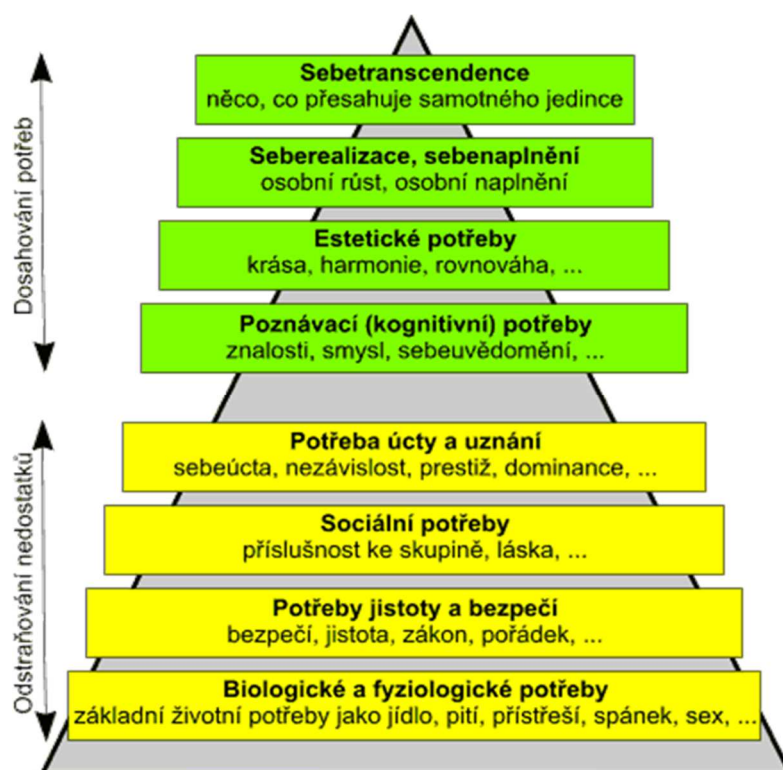 Sebetranscendence
něco, co přesahuje samotného jedince
Seberealizace, sebenaplnění
osobní růst, osobní naplnění
Estetické potřeby
krása, harmonie, rovnováha, ...
Poznávací (kognitivní) potřeby
znalosti, smysl, sebeuvědomění, ...
Dosahování potřeb
Potřeba úcty a uznání
sebeúcta, nezávislost, prestiž, dominance, ...
Sociální potřeby
příslušnost ke skupině, láska, ...
Potřeby jistoty a bezpečí
bezpečí, jistota, zákon, pořádek, ...
Biologické a fyziologické potřeby
základní životní potřeby jako jídlo, pití, přístřeší, spánek, sex, ...
Odstraňování nedostatků